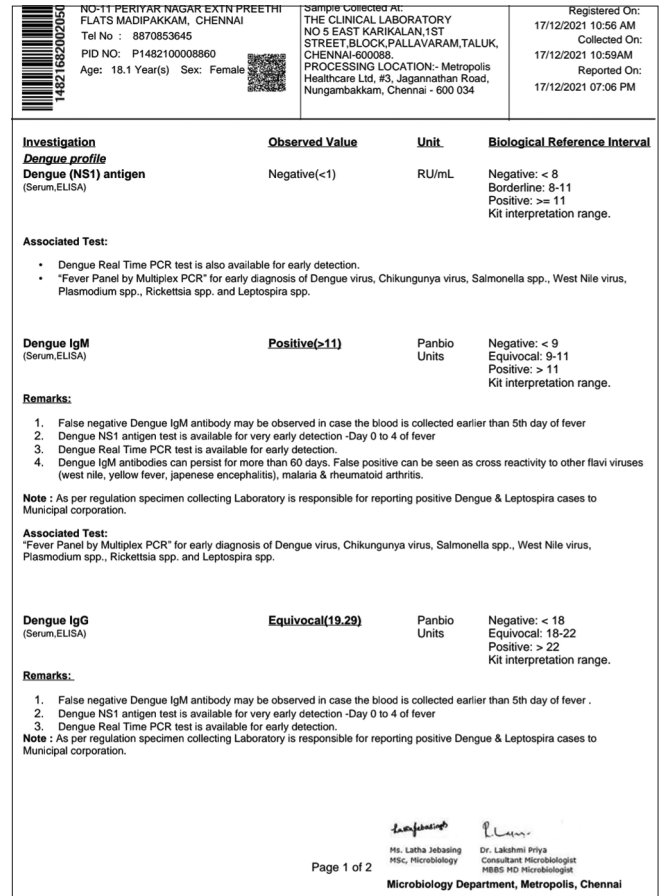 NO-11 PERIYAR NAGAR EXTN PREETHI
FLATS MADIPAKKAM, CHENNAI
Tel No : 8870853645
PID NO: P1482100008860
Age: 18.1 Year(s) Sex: Female
14821682002050
Sample Collected At:
THE CLINICAL LABORATORY
NO 5 EAST KARIKALAN,1ST
STREET,BLOCK,PALLAVARAM,TALUK,
CHENNAI-600088.
PROCESSING LOCATION:- Metropolis
Healthcare Ltd, #3, Jagannathan Road,
Nungambakkam, Chennai - 600 034
Registered On:
17/12/2021 10:56 AM
Collected On:
17/12/2021 10:59AM
Reported On:
17/12/2021 07:06 PM
Investigation Observed Value Unit Biological Reference Interval
Dengue profile
Dengue (NS1) antigen Negative(<1) RU/mL Negative: < 8
(Serum,ELISA) Borderline: 8-11
Positive: >= 11
Kit interpretation range.
Associated Test:
• Dengue Real Time PCR test is also available for early detection.
• “Fever Panel by Multiplex PCR” for early diagnosis of Dengue virus, Chikungunya virus, Salmonella spp., West Nile virus,
Plasmodium spp., Rickettsia spp. and Leptospira spp.
Dengue IgM Positive(>11) Panbio Negative: < 9
(Serum,ELISA) Units Equivocal: 9-11
Positive: > 11
Kit interpretation range.
Remarks:
1. False negative Dengue IgM antibody may be observed in case the blood is collected earlier than 5th day of fever
2. Dengue NS1 antigen test is available for very early detection -Day 0 to 4 of fever
3. Dengue Real Time PCR test is available for early detection.
4. Dengue IgM antibodies can persist for more than 60 days. False positive can be seen as cross reactivity to other flavi viruses
(west nile, yellow fever, japenese encephalitis), malaria & rheumatoid arthritis.
Note : As per regulation specimen collecting Laboratory is responsible for reporting positive Dengue & Leptospira cases to
Municipal corporation.
Associated Test:
“Fever Panel by Multiplex PCR” for early diagnosis of Dengue virus, Chikungunya virus, Salmonella spp., West Nile virus,
Plasmodium spp., Rickettsia spp. and Leptospira spp.
Dengue IgG Equivocal(19.29) Panbio Negative: < 18
(Serum,ELISA) Units Equivocal: 18-22
Positive: > 22
Kit interpretation range.
Remarks:
1. False negative Dengue IgM antibody may be observed in case the blood is collected earlier than 5th day of fever .
2. Dengue NS1 antigen test is available for very early detection -Day 0 to 4 of fever
3. Dengue Real Time PCR test is available for early detection.
Note : As per regulation specimen collecting Laboratory is responsible for reporting positive Dengue & Leptospira cases to
Municipal corporation.
Ms. Latha Jebasing Dr. Lakshmi Priya
MSc, Microbiology Consultant Microbiologist
MBBS MD Microbiologist
Page 1 of 2
Microbiology Department, Metropolis, Chennai